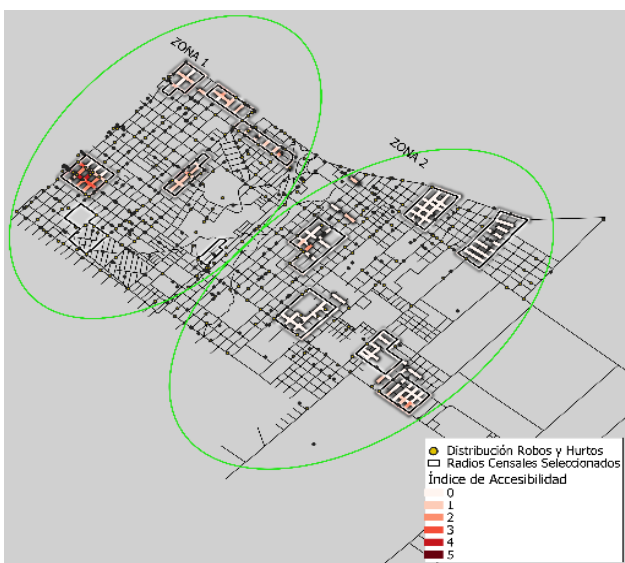 ZONA 1
ZONA 2
Distribución Robos y Hurtos
Radios Censales Seleccionados
Índice de Accesibilidad
0
1
2
3
4
5